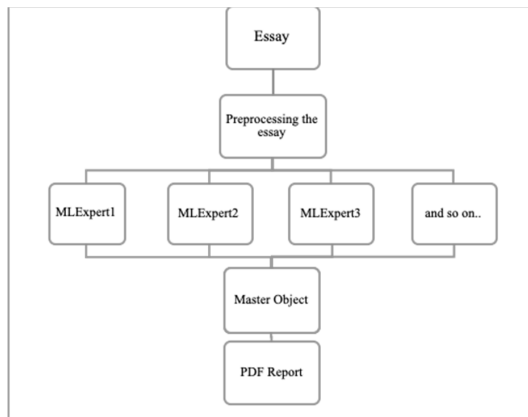 Essay
Preprocessing the
essay
MLExpert1
MLExpert2
MLExpert3
and so on..
Master Object
PDF Report